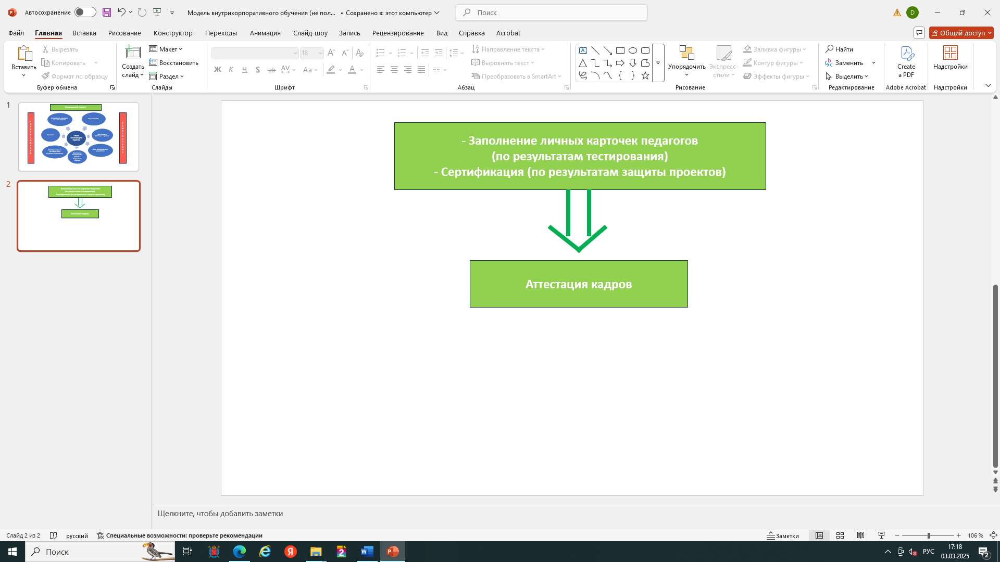 Автосохранение
Модель внутрикорпоративного обучения (не пол... • Сохранено в: этот компьютер
Поиск
D
Файл Главная Вставка Рисование Конструктор Переходы Анимация Слайд-шоу Запись Рецензирование Вид Справка Acrobat
Общий доступ
Вставить
Вырезать
Копировать
Формат по образцу
Буфер обмена
Создать слайд
Макет
Восстановить
Раздел
Слайды
18
Ж К Ч S ab AV Aa A
Шрифт
Направление текста
Выровнять текст
Преобразовать в SmartArt
Абзац
Упорядочить
Экспресс-стили
Заливка фигуры
Контур фигуры
Эффекты фигуры
Рисование
Найти
Заменить
Выделить
Редактирование
Create a PDF
Adobe Acrobat
Надстройки
Надстройки
1
2
- Заполнение личных карточек педагогов
(по результатам тестирования)
- Сертификация (по результатам защиты проектов)
Аттестация кадров
Щелкните, чтобы добавить заметки
Слайд 2 из 2 русский Специальные возможности: проверьте рекомендации
Заметки
106 %
Поиск
РУС
17:18
03.03.2025
2